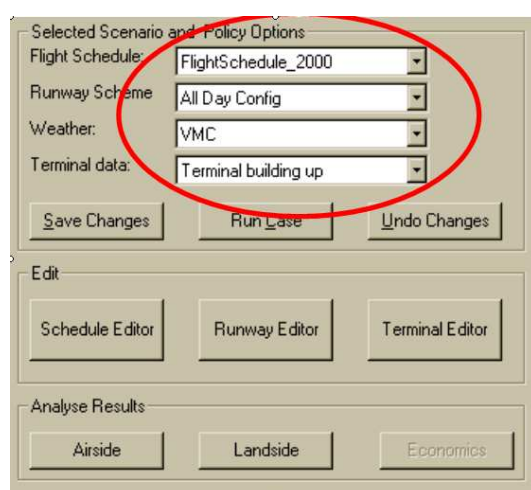 Selected Scenario and Policy Options
Flight Schedule: FlightSchedule_2000
Runway Scheme All Day Config
Weather: VMC
Terminal data: Terminal building up
Save Changes Run Case Undo Changes
Edit
Schedule Editor Runway Editor Terminal Editor
Analyse Results
Airside Landside Economics